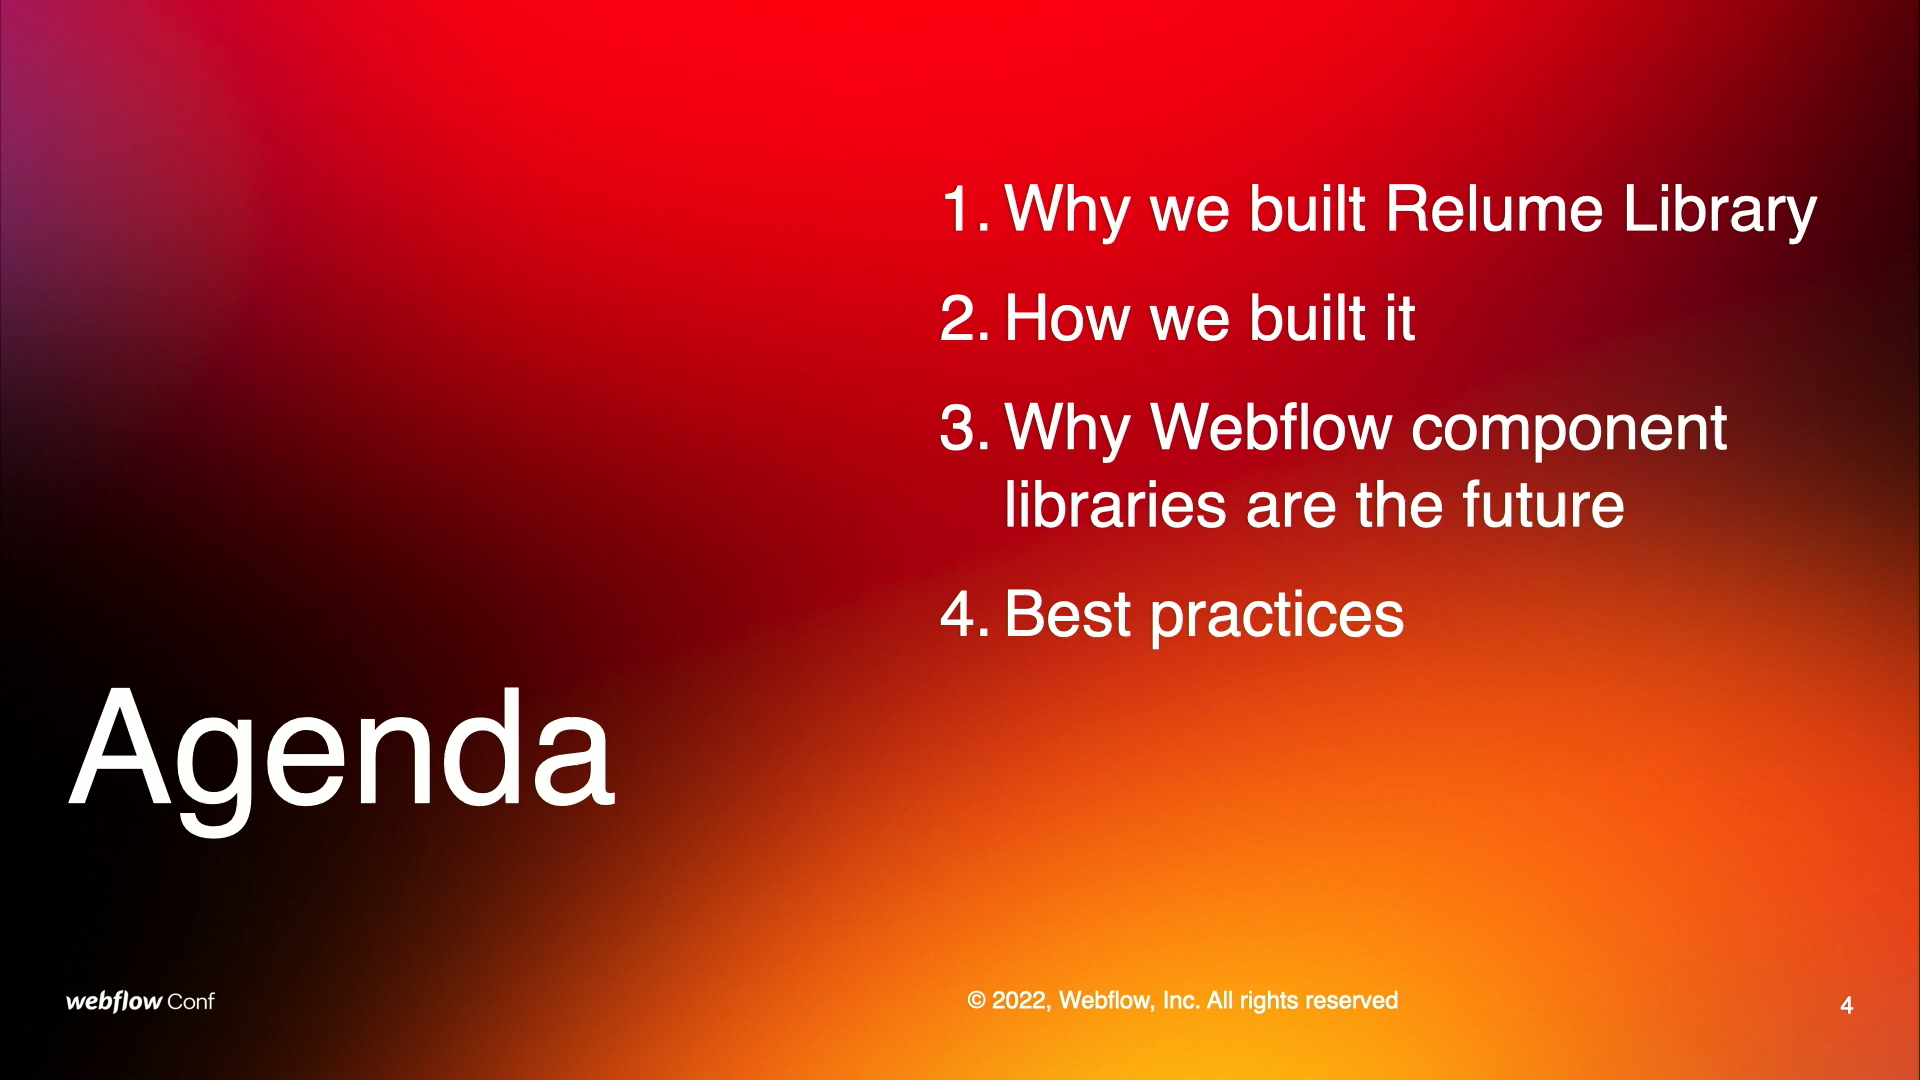 1. Why we built Relume Library
2. How we built it
3. Why Webflow component
libraries are the future
4. Best practices
Agenda
webflow Conf
© 2022, Webflow, Inc. All rights reserved
4